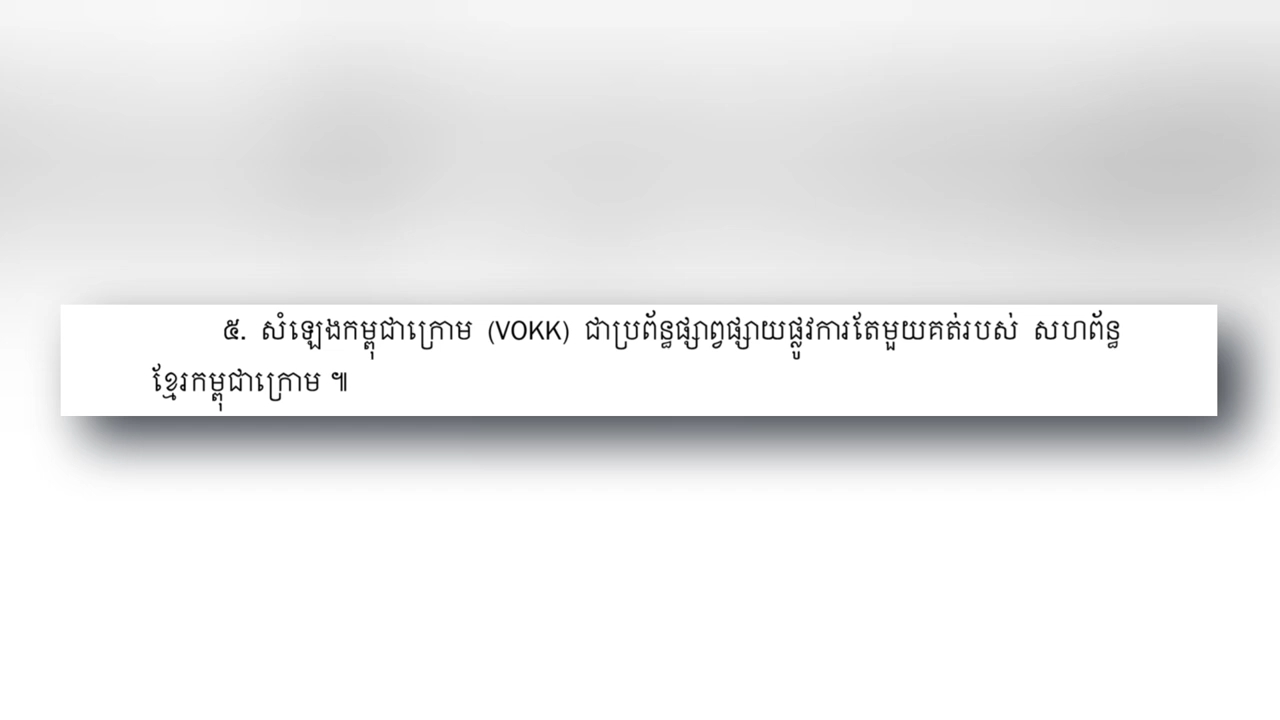 ៥. សំឡេងកម្ពុជាក្រោម (VOKK) ជាប្រព័ន្ធផ្សាព្វផ្សាយផ្លូវការតែមួយគត់របស់ សហព័ន្ធ
ខ្មែរកម្ពុជាក្រោម ៕